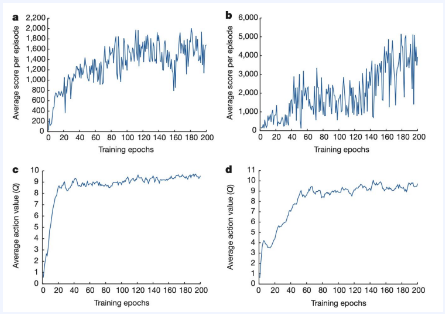 a
Average score per episode
2,200
2,000
1,800
1,600
1,400
1,200
1,000
800
600
400
200
0
0 20 40 60 80 100 120 140 160 180 200
Training epochs
b
Average score per episode
6,000
5,000
4,000
3,000
2,000
1,000
0
0 20 40 60 80 100 120 140 160 180 200
Training epochs
c
Average action value (Q)
10
9
8
7
6
5
4
3
2
1
0
0 20 40 60 80 100 120 140 160 180 200
Training epochs
d
Average action value (Q)
11
10
9
8
7
6
5
4
3
2
1
0
0 20 40 60 80 100 120 140 160 180 200
Training epochs